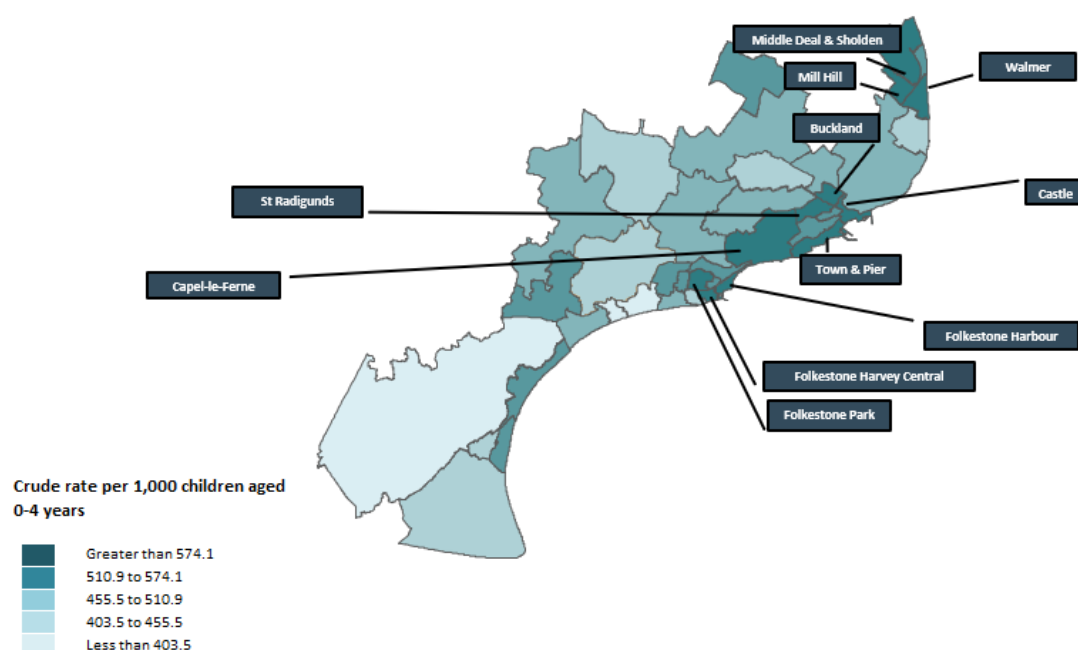 Middle Deal & Sholden
Walmer
Mill Hill
Buckland
Castle
St Radigunds
Town & Pier
Capel-le-Ferne
Folkestone Harbour
Folkestone Harvey Central
Folkestone Park
Crude rate per 1,000 children aged
0-4 years
Greater than 574.1
510.9 to 574.1
455.5 to 510.9
403.5 to 455.5
Less than 403.5